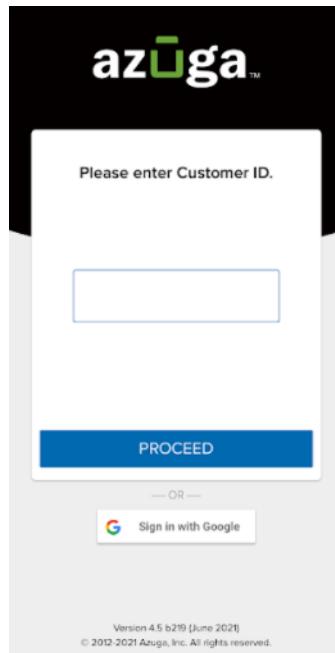 azūga™
Please enter Customer ID.
PROCEED
OR
Sign in with Google
Version 4.5 b219 (June 2021)
© 2012-2021 Azuga, Inc. All rights reserved.